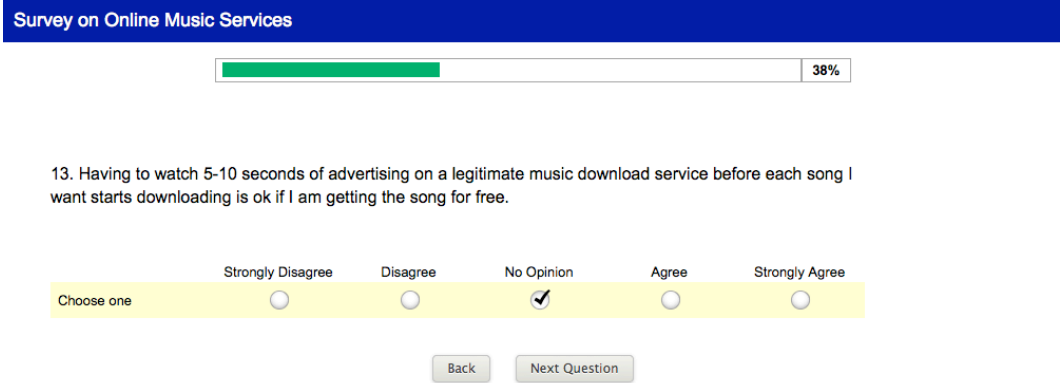 Survey on Online Music Services
38%
13. Having to watch 5-10 seconds of advertising on a legitimate music download service before each song I
want starts downloading is ok if I am getting the song for free.
Strongly Disagree Disagree No Opinion Agree Strongly Agree
Choose one
Back Next Question